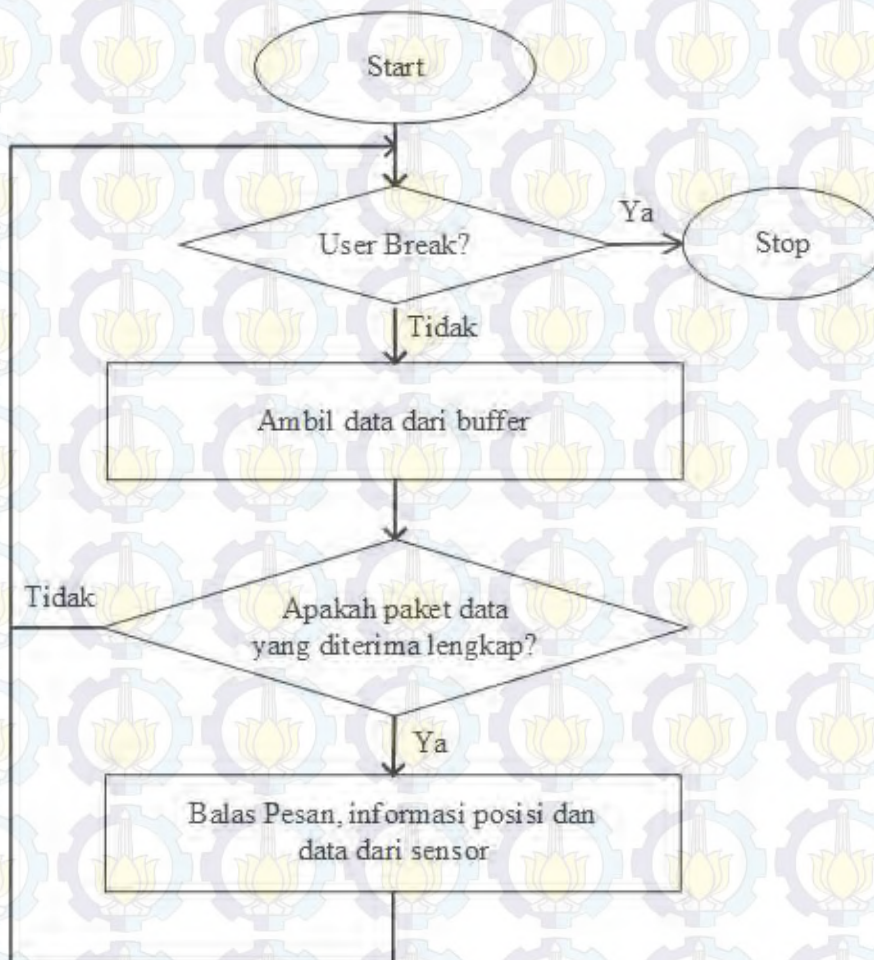 Start
User Break?
Ya
Stop
Tidak
Ambil data dari buffer
Tidak
Apakah paket data
yang diterima lengkap?
Ya
Balas Pesan, informasi posisi dan
data dari sensor